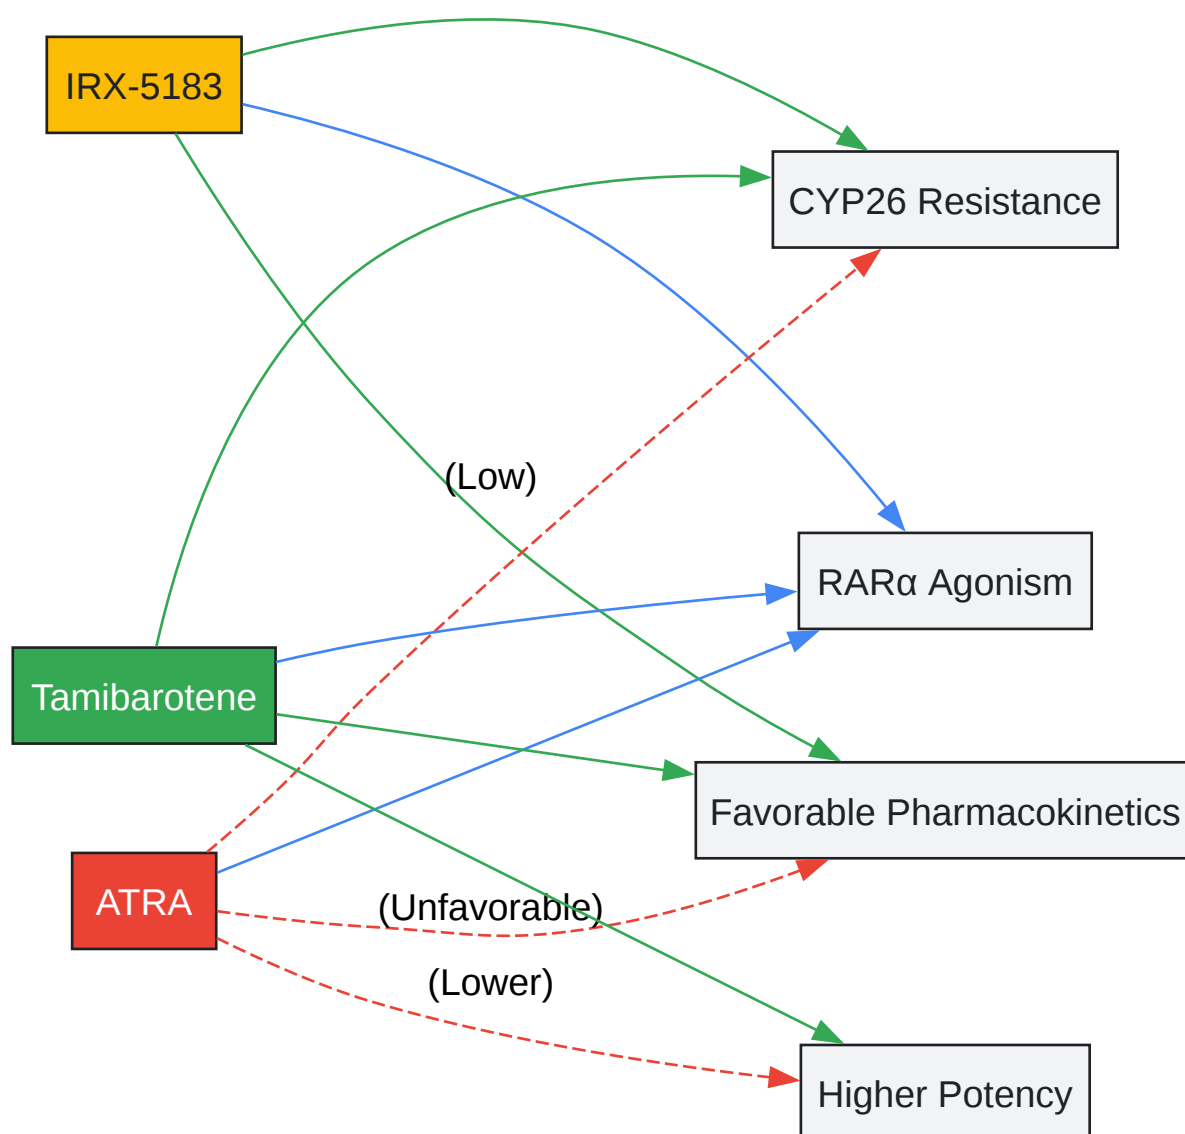 IRX-5183
CYP26 Resistance
(Low)
RARα Agonism
Tamibarotene
Favorable Pharmacokinetics
ATRA
(Unfavorable)
(Lower)
Higher Potency